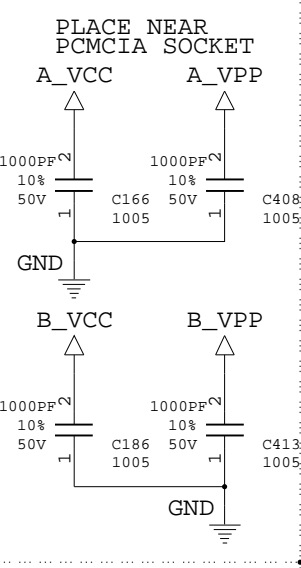 PLACE NEAR
PCMCIA SOCKET
A_VCC A_VPP
2 2
1000PF 1000PF
10% 10%
50V C166 50V C408
1 1005 1 1005
GND
B_VCC B_VPP
2 2
1000PF 1000PF
10% 10%
50V C186 50V C413
1 1005 1 1005
GND